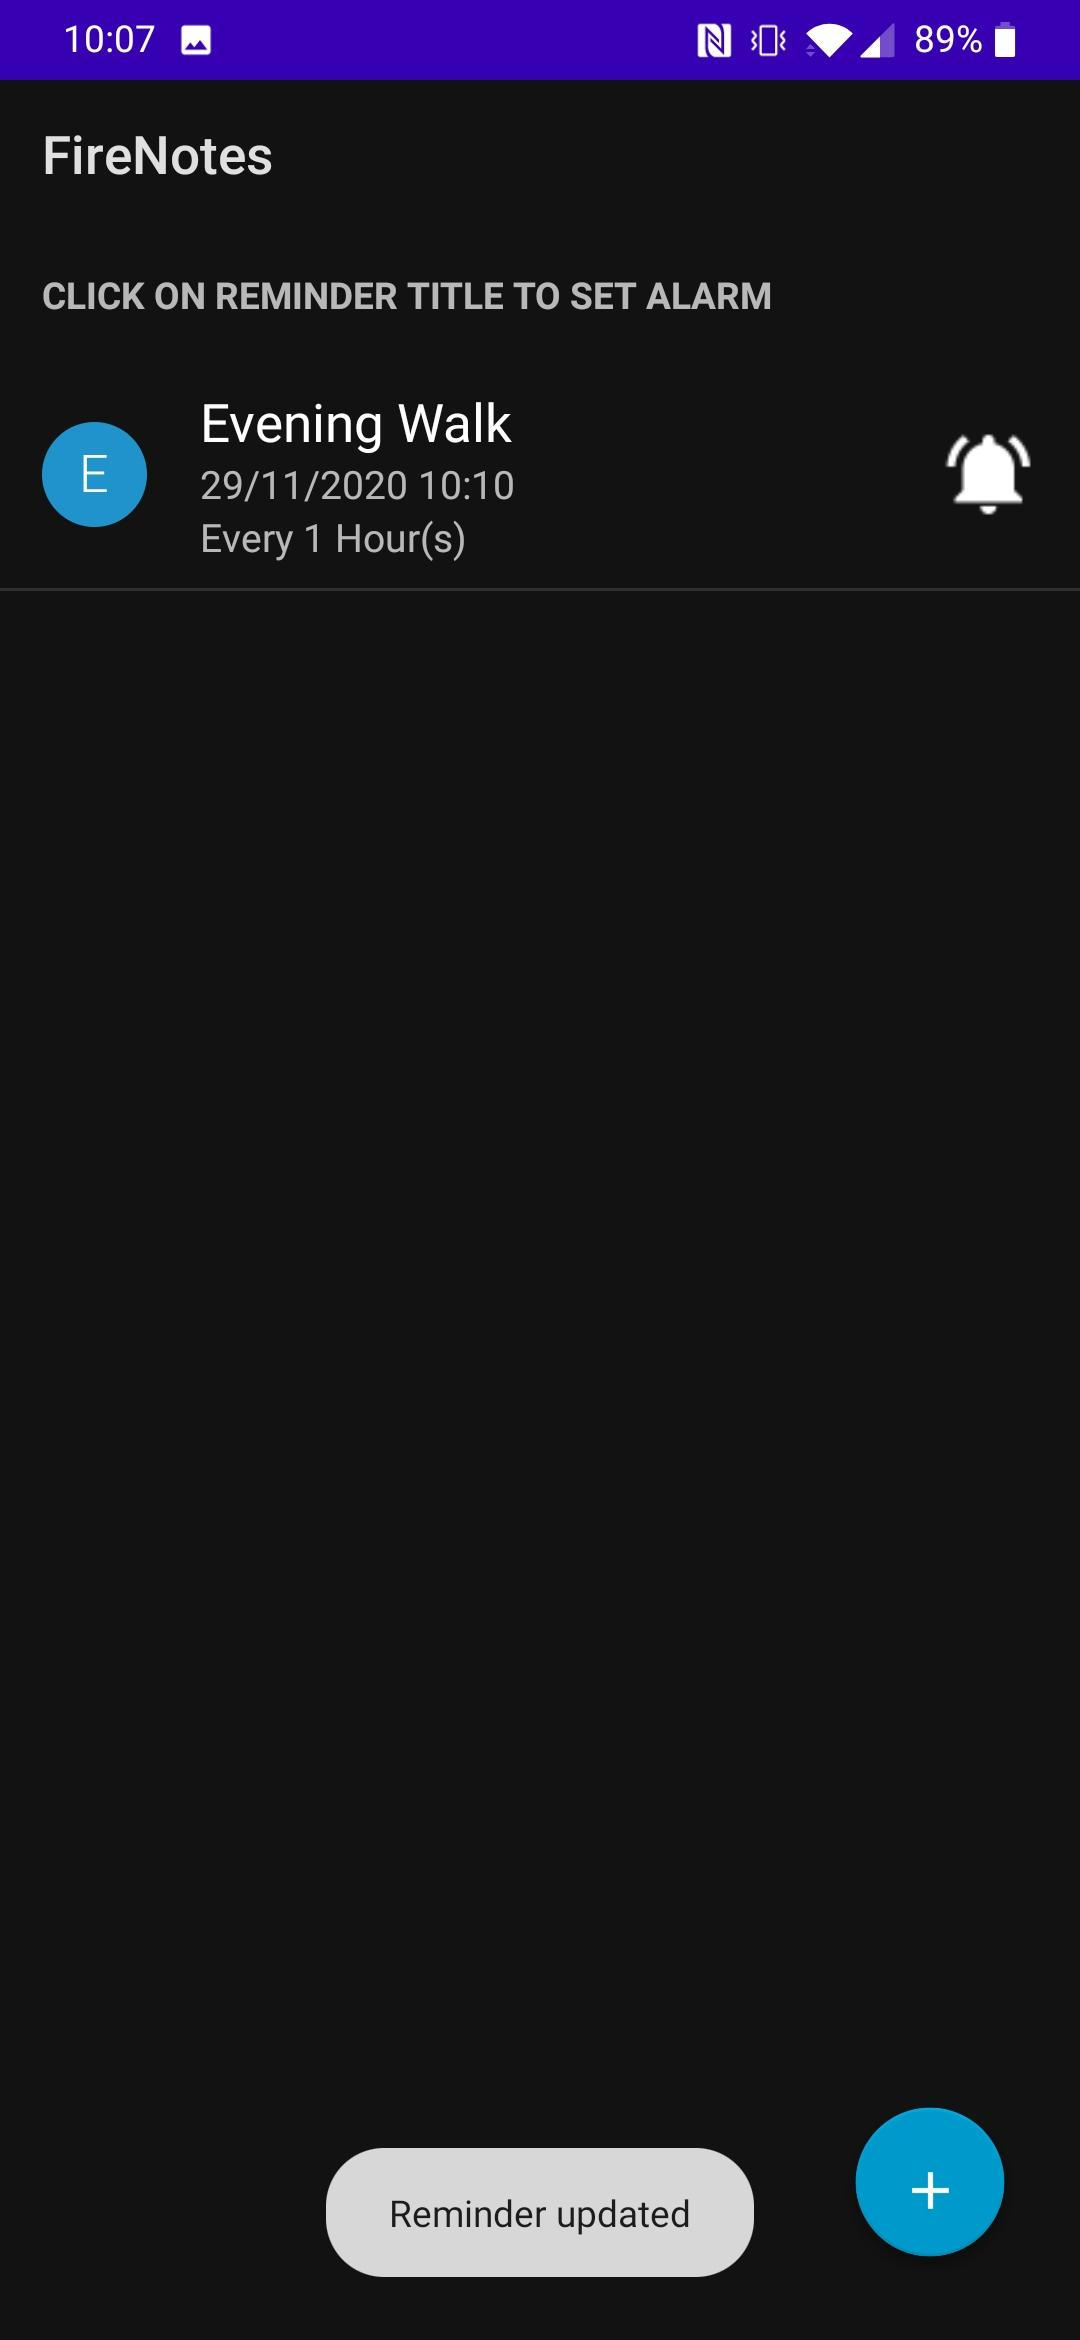 10:07
89%
FireNotes
CLICK ON REMINDER TITLE TO SET ALARM
E
Evening Walk
29/11/2020 10:10
Every 1 Hour(s)
Reminder updated
+